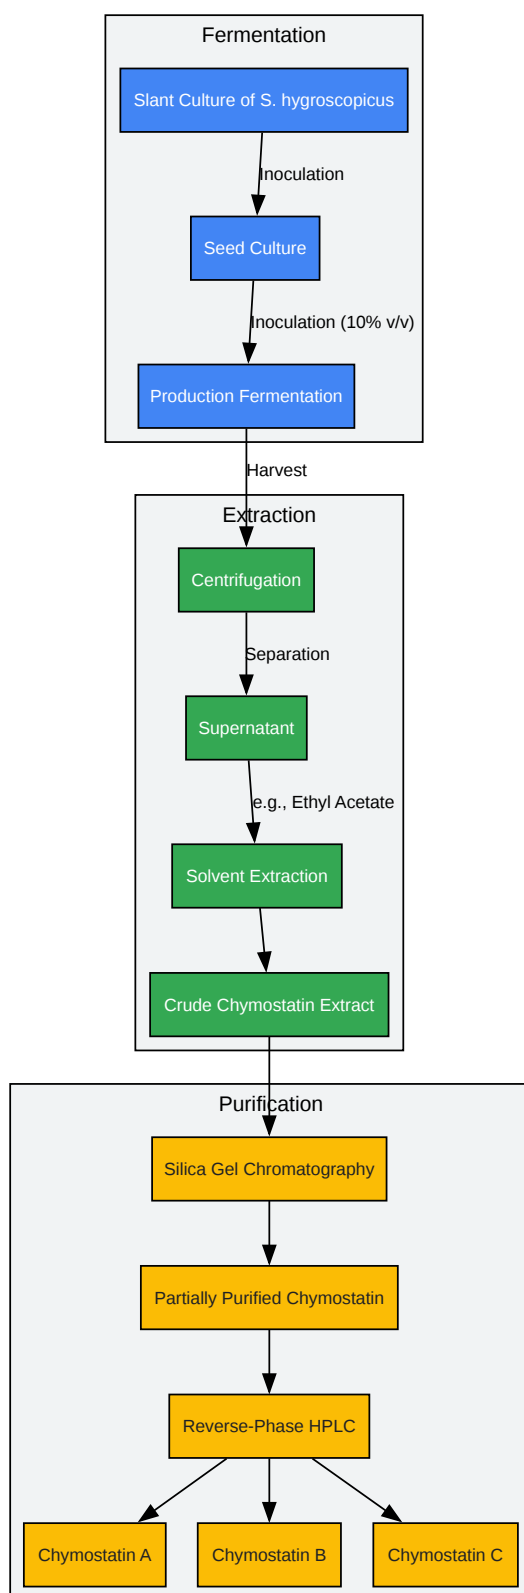 Fermentation
Slant Culture of S. hygroscopicus
Inoculation
Seed Culture
Inoculation (10% v/v)
Production Fermentation
Harvest
Extraction
Centrifugation
Separation
Supernatant
e.g., Ethyl Acetate
Solvent Extraction
Crude Chymostatin Extract
Purification
Silica Gel Chromatography
Partially Purified Chymostatin
Reverse-Phase HPLC
Chymostatin A
Chymostatin B
Chymostatin C